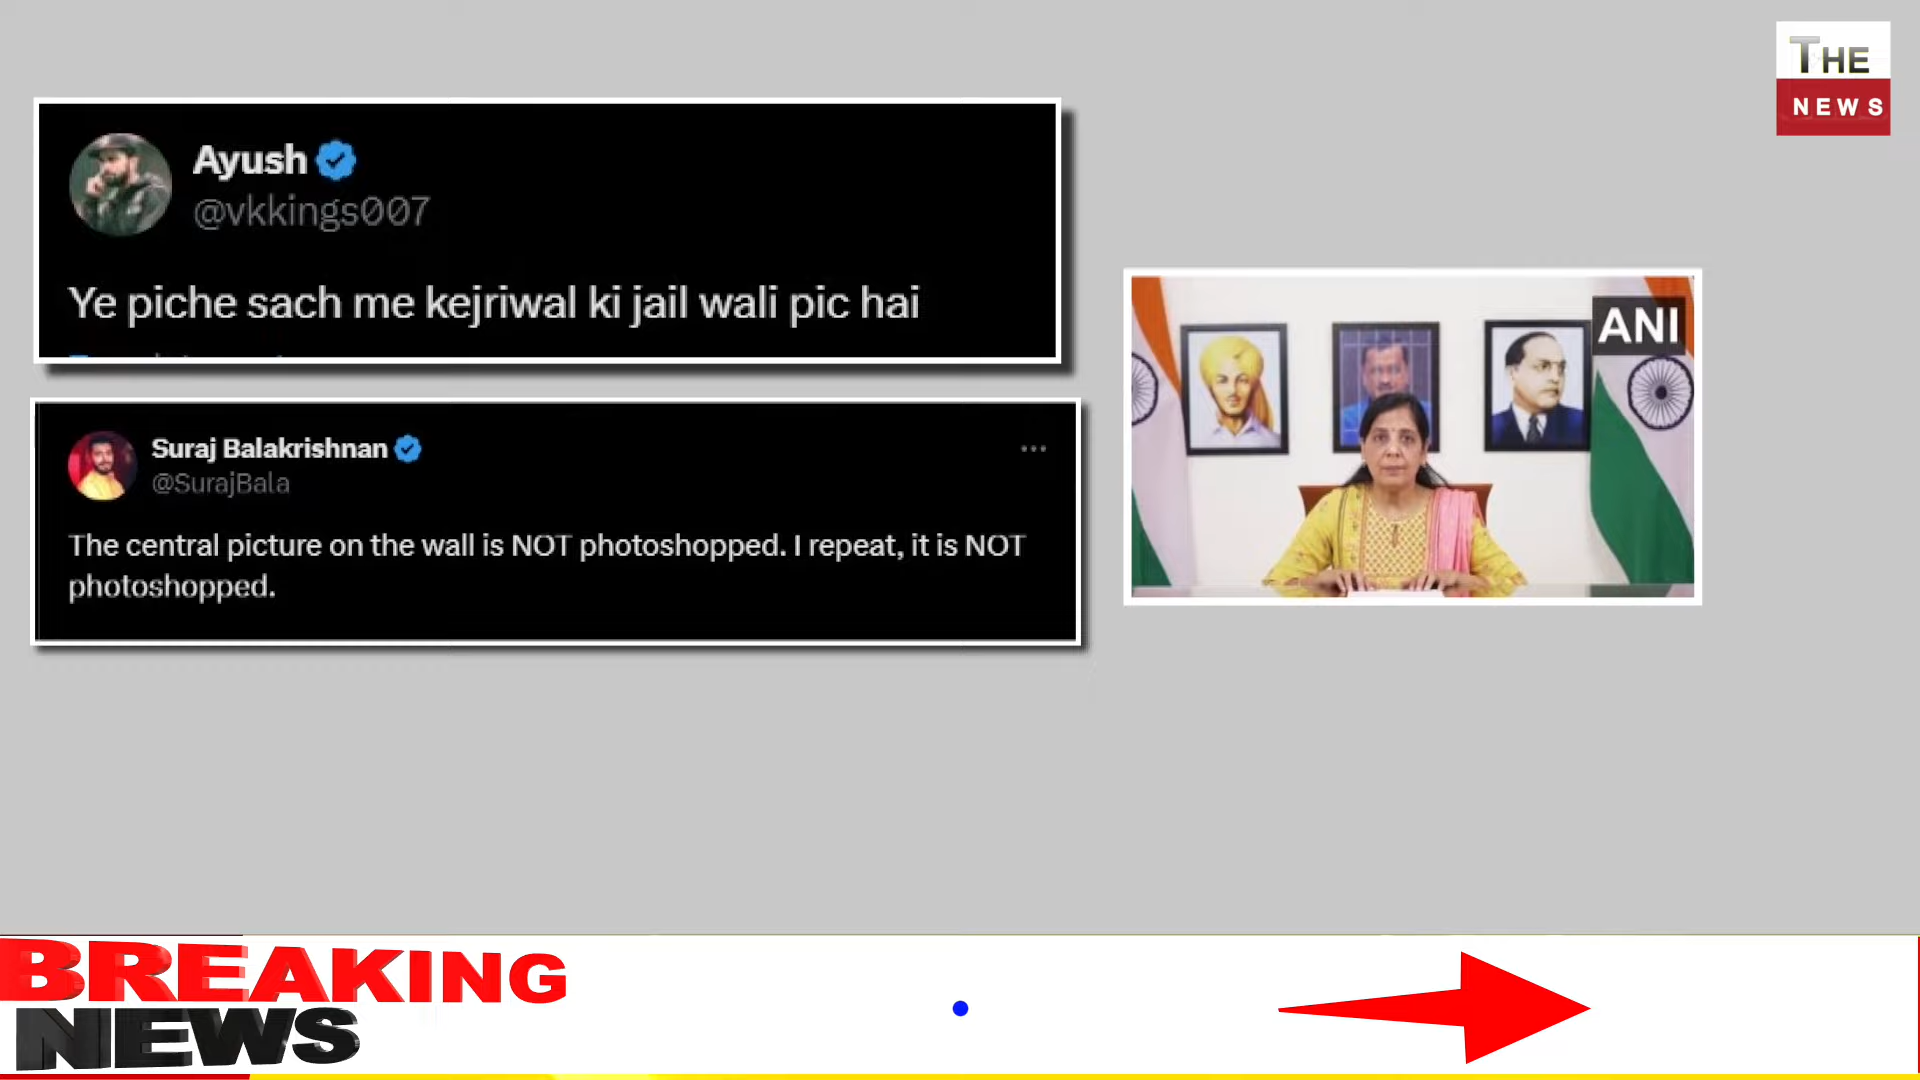 THE
NEWS
Ayush
@vkkings007
Ye piche sach me kejriwal ki jail wali pic hai
Suraj Balakrishnan
@SurajBala
The central picture on the wall is NOT photoshopped. I repeat, it is NOT
photoshopped.
ANI
BREAKING
NEWS